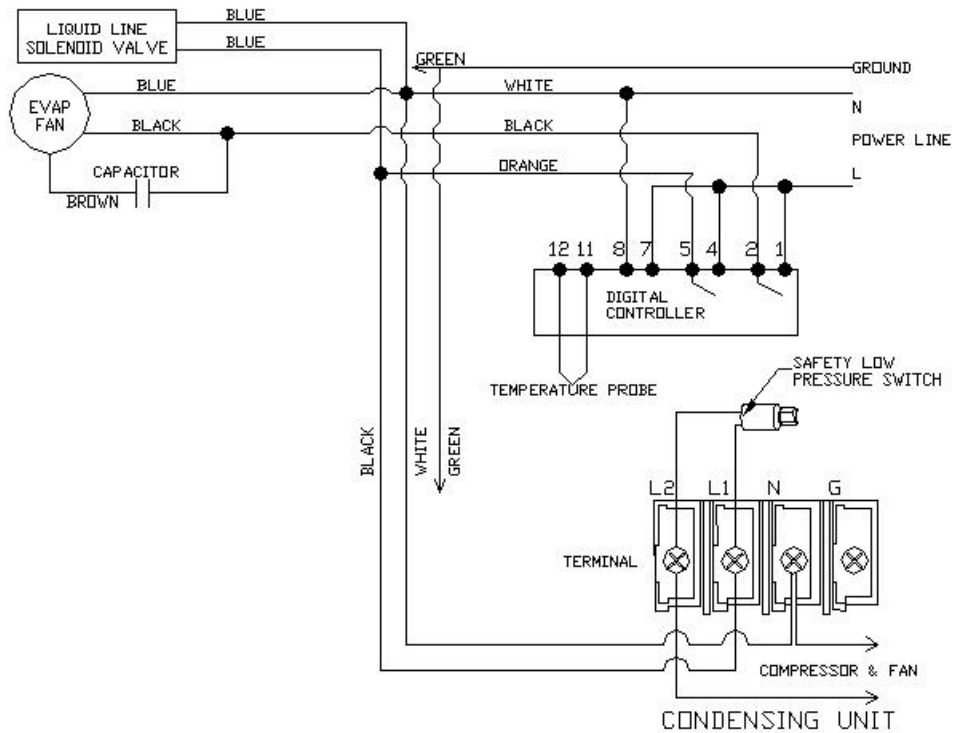 BLUE
LIQUID LINE
SOLENOID VALVE
BLUE
GREEN
GROUND
BLUE
WHITE
N
EVAP
FAN
BLACK
BLACK
POWER LINE
CAPACITOR
ORANGE
L
BROWN
12 11 8 7 5 4 2 1
DIGITAL
CONTROLLER
SAFETY LOW
PRESSURE SWITCH
TEMPERATURE PROBE
BLACK
WHITE
GREEN
L2 L1 N G
TERMINAL
COMPRESSOR & FAN
CONDENSING UNIT